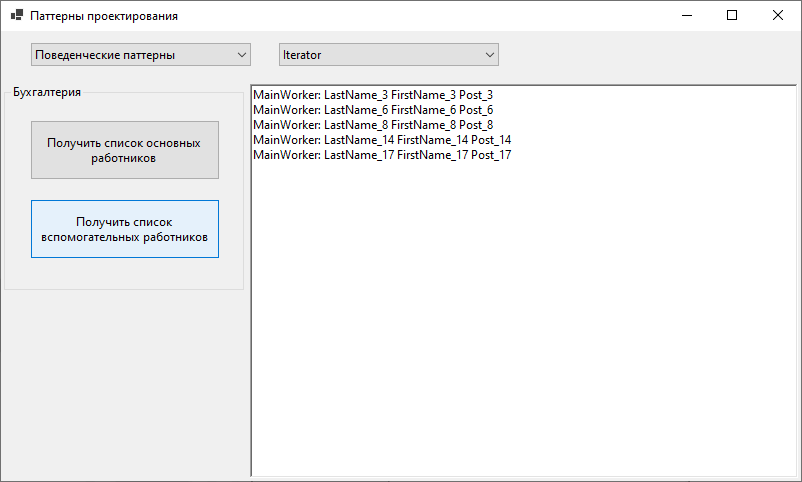 Паттерны проектирования
Поведенческие паттерны
Iterator
Бухгалтерия
Получить список основных
работников
Получить список
вспомогательных работников
MainWorker: LastName_3 FirstName_3 Post_3
MainWorker: LastName_6 FirstName_6 Post_6
MainWorker: LastName_8 FirstName_8 Post_8
MainWorker: LastName_14 FirstName_14 Post_14
MainWorker: LastName_17 FirstName_17 Post_17